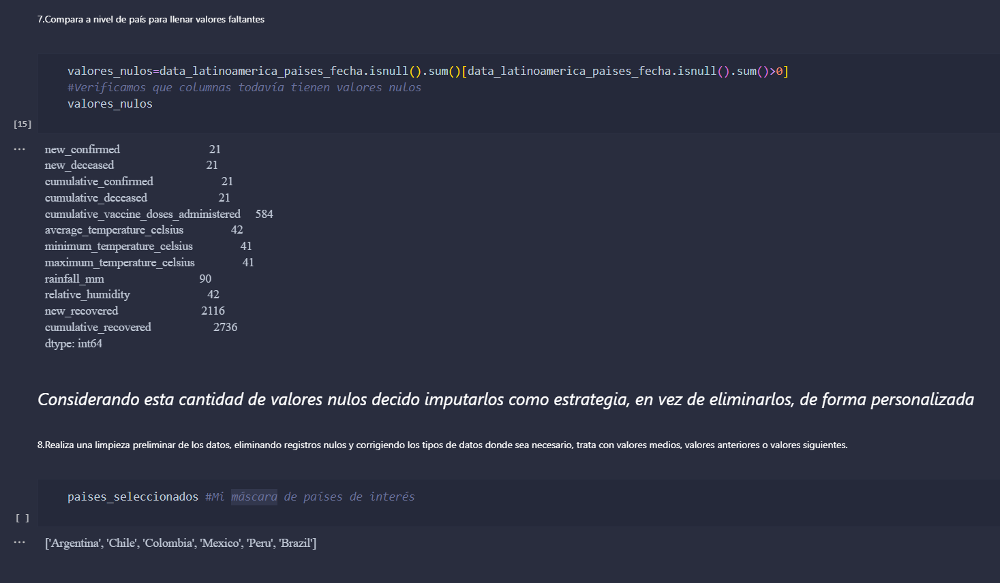 7.Compara a nivel de país para llenar valores faltantes
valores_nulos=data_latinoamerica_paises_fecha.isnull().sum()[data_latinoamerica_paises_fecha.isnull().sum()>0]
#Verificamos que columnas todavía tienen valores nulos
valores_nulos
[15]
... new_confirmed 21
new_deceased 21
cumulative_confirmed 21
cumulative_deceased 21
cumulative_vaccine_doses_administered 584
average_temperature_celsius 42
minimum_temperature_celsius 41
maximum_temperature_celsius 41
rainfall_mm 90
relative_humidity 42
new_recovered 2116
cumulative_recovered 2736
dtype: int64
Considerando esta cantidad de valores nulos decido imputarlos como estrategia, en vez de eliminarlos, de forma personalizada
8.Realiza una limpieza preliminar de los datos, eliminando registros nulos y corrigiendo los tipos de datos donde sea necesario, trata con valores medios, valores anteriores o valores siguientes.
paises_seleccionados #Mi máscara de países de interés
[ ]
... ['Argentina', 'Chile', 'Colombia', 'Mexico', 'Peru', 'Brazil']